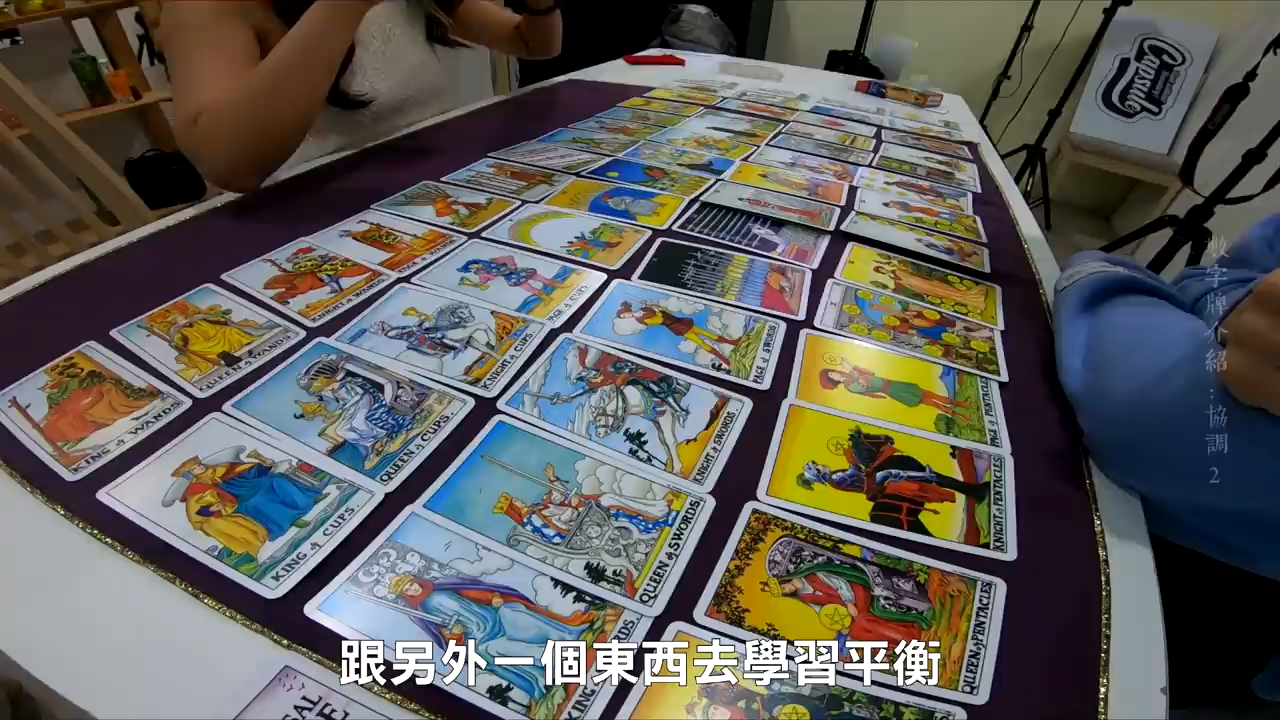 Capsule
數字牌介紹：協調 2
PAGE of WANDS
KNIGHT of WANDS
QUEEN of WANDS
KING of WANDS
PAGE of CUPS
KNIGHT of CUPS.
QUEEN of CUPS.
KING of CUPS.
PAGE of SWORDS
KNIGHT of SWORDS.
QUEEN of SWORDS.
KING
RDS.
PAGE of PENTACLES
KNIGHT of PENTACLES
QUEEN of PENTACLES
跟另外一個東西去學習平衡